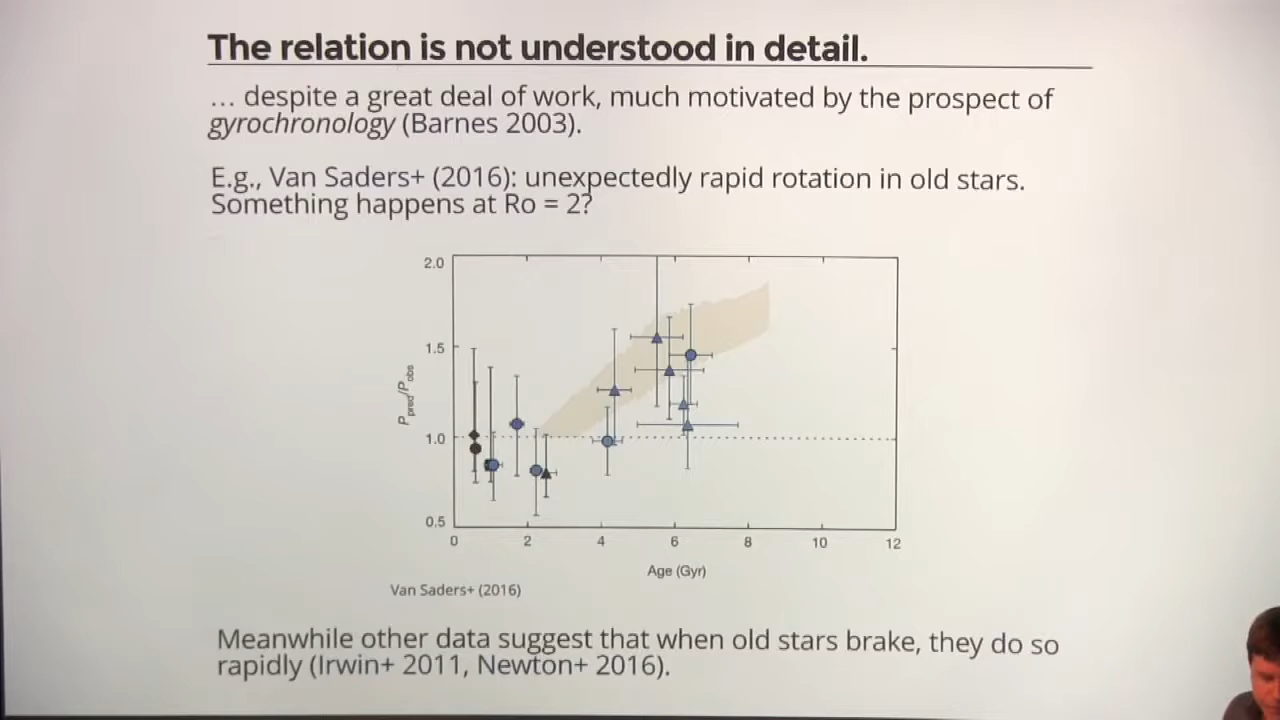 The relation is not understood in detail.
... despite a great deal of work, much motivated by the prospect of
gyrochronology (Barnes 2003).
E.g., Van Saders+ (2016): unexpectedly rapid rotation in old stars.
Something happens at Ro = 2?
2.0
1.5
1.0
0.5
Ppred/Pobs
0 2 4 6 8 10 12
Age (Gyr)
Van Saders+ (2016)
Meanwhile other data suggest that when old stars brake, they do so
rapidly (Irwin+ 2011, Newton+ 2016).